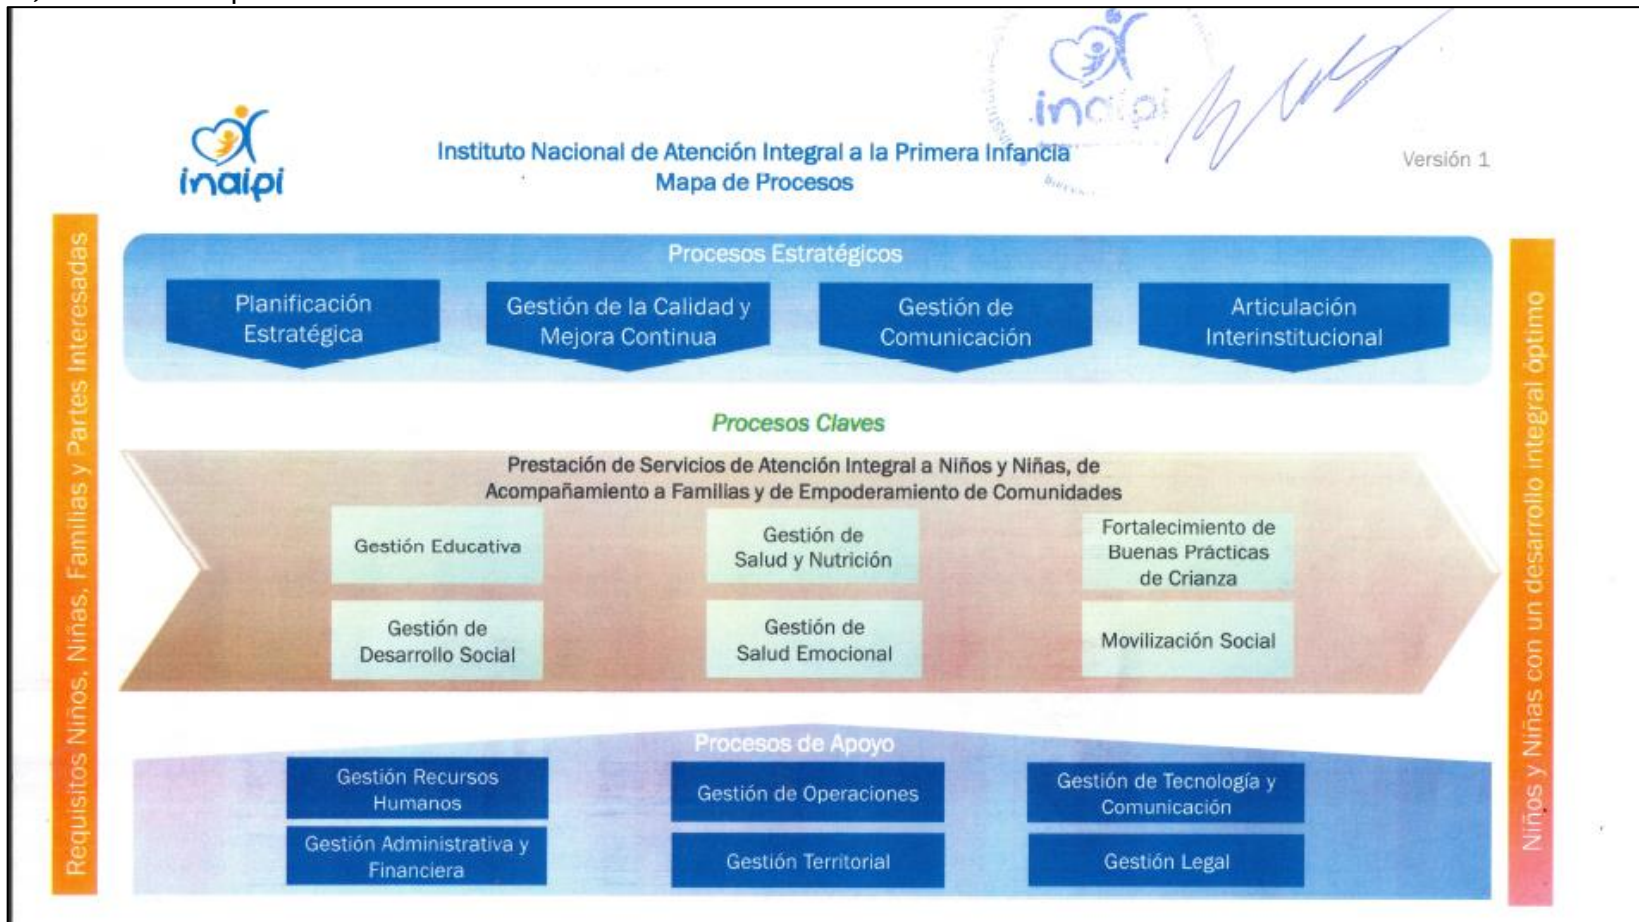 inaipi
Instituto Nacional de Atención Integral a la Primera Infancia
Mapa de Procesos
inaipi
Versión 1
Requisitos Niños, Niñas, Familias y Partes Interesadas
Procesos Estratégicos
Planificación
Estratégica
Gestión de la Calidad y
Mejora Continua
Gestión de
Comunicación
Articulación
Interinstitucional
Procesos Claves
Prestación de Servicios de Atención Integral a Niños y Niñas, de
Acompañamiento a Familias y de Empoderamiento de Comunidades
Gestión Educativa
Gestión de
Salud y Nutrición
Fortalecimiento de
Buenas Prácticas
de Crianza
Gestión de
Desarrollo Social
Gestión de
Salud Emocional
Movilización Social
Procesos de Apoyo
Gestión Recursos
Humanos
Gestión de Operaciones
Gestión de Tecnología y
Comunicación
Gestión Administrativa y
Financiera
Gestión Territorial
Gestión Legal
Niños y Niñas con un desarrollo integral óptimo